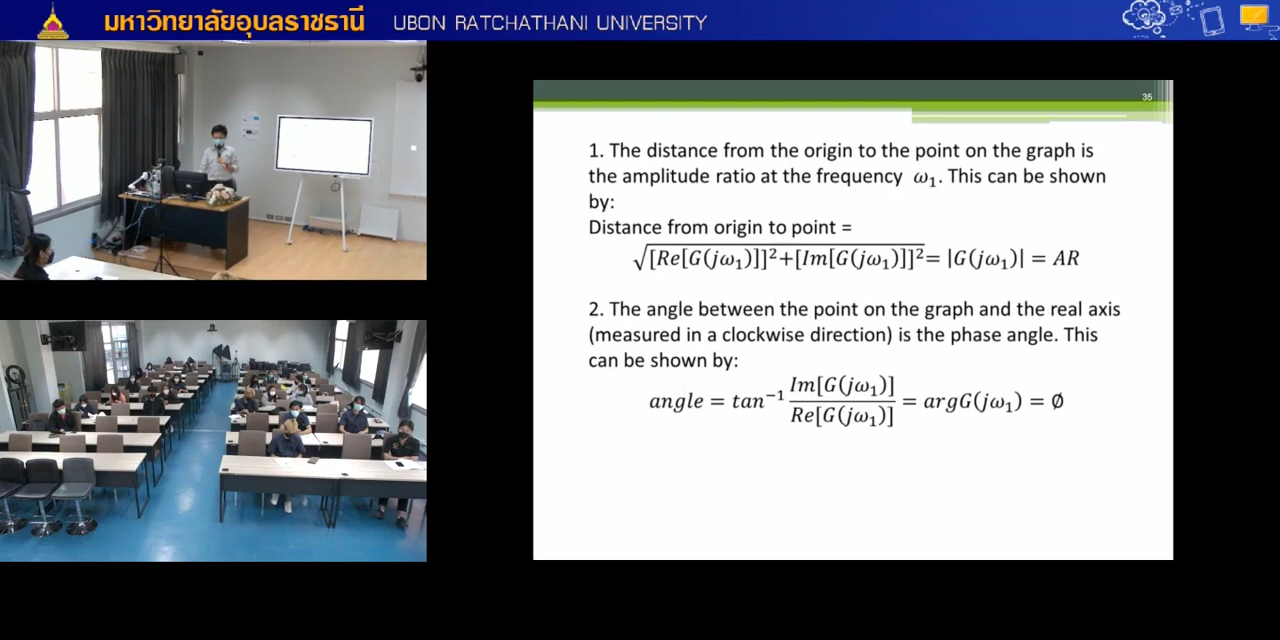 มหาวิทยาลัยอุบลราชธานี UBON RATCHATHANI UNIVERSITY
35
1. The distance from the origin to the point on the graph is
the amplitude ratio at the frequency ω₁. This can be shown
by:
Distance from origin to point =
√[Re[G(jω₁)]]²+[Im[G(jω₁)]]²= |G(jω₁)| = AR
2. The angle between the point on the graph and the real axis
(measured in a clockwise direction) is the phase angle. This
can be shown by:
angle = tan⁻¹ Im[G(jω₁)]/Re[G(jω₁)] = argG(jω₁) = ∅